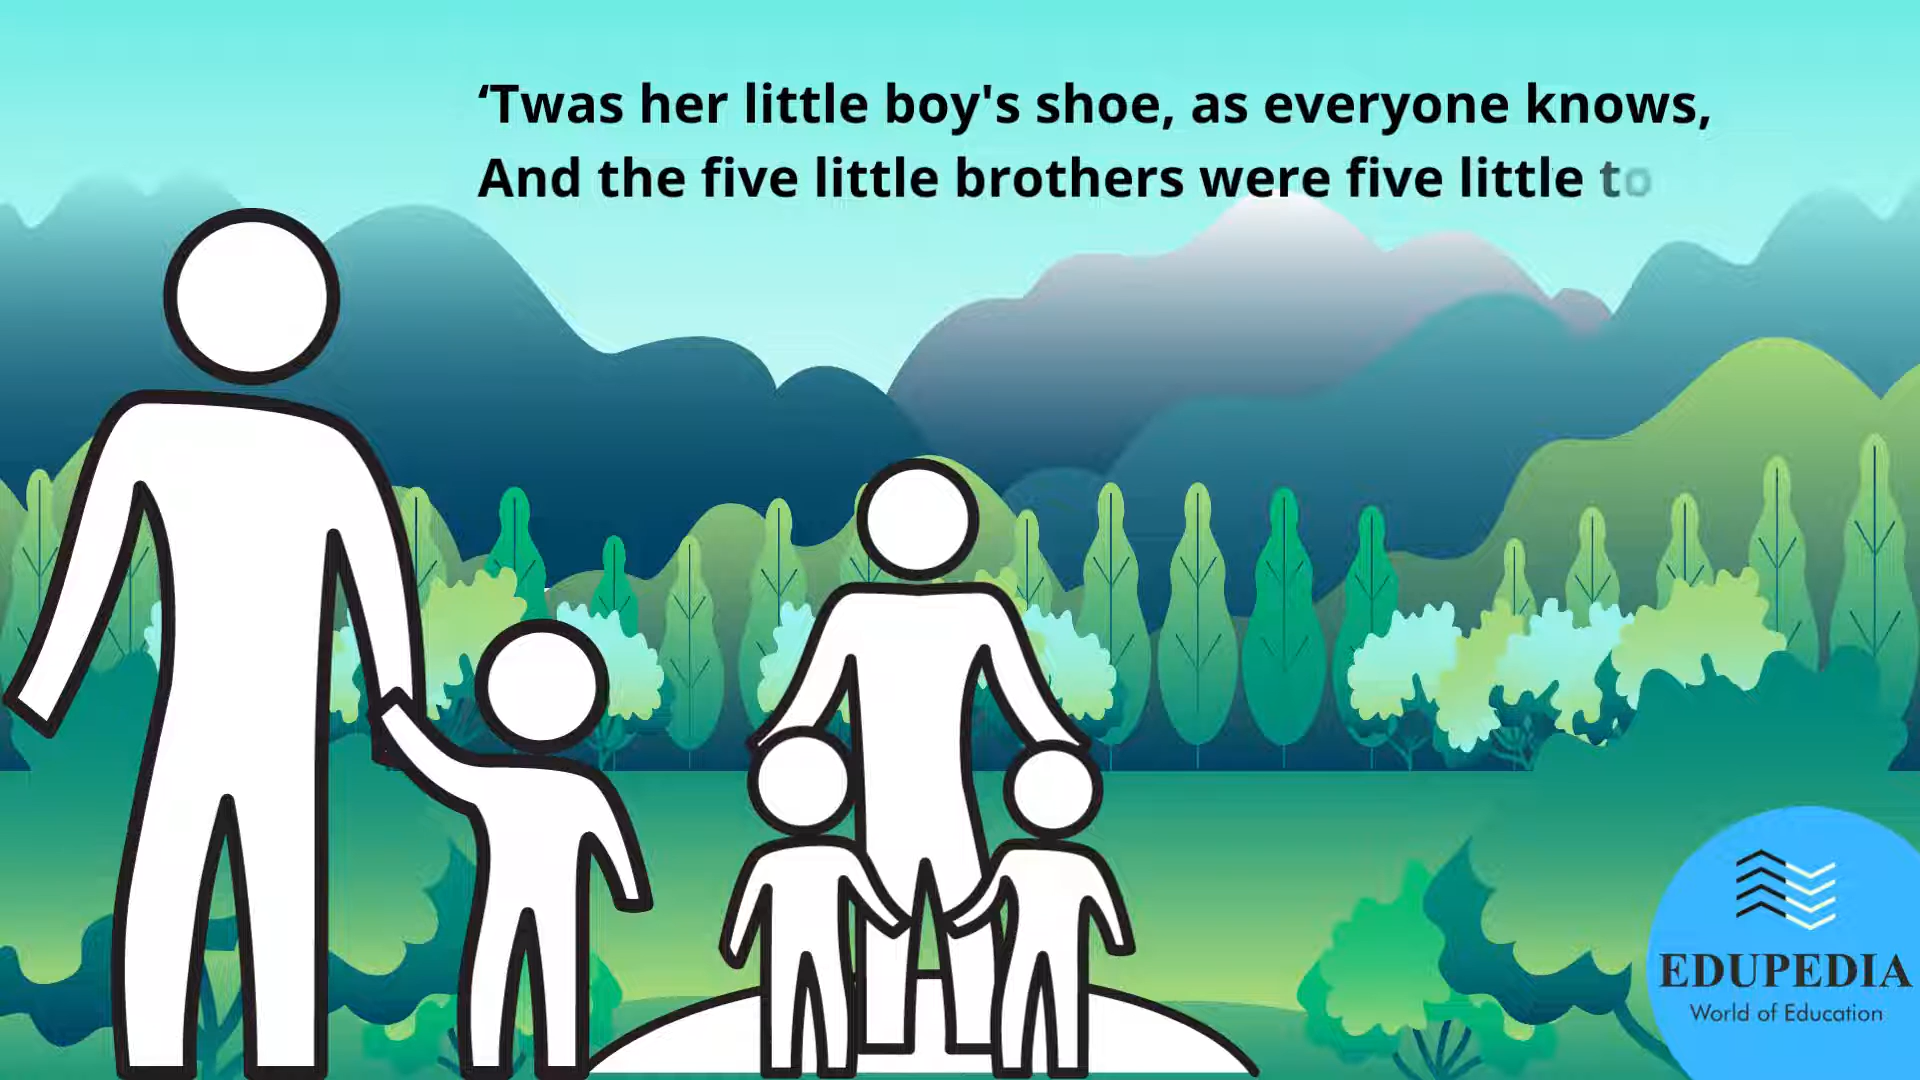 ‘Twas her little boy's shoe, as everyone knows,
And the five little brothers were five little to
EDUPEDIA
World of Education